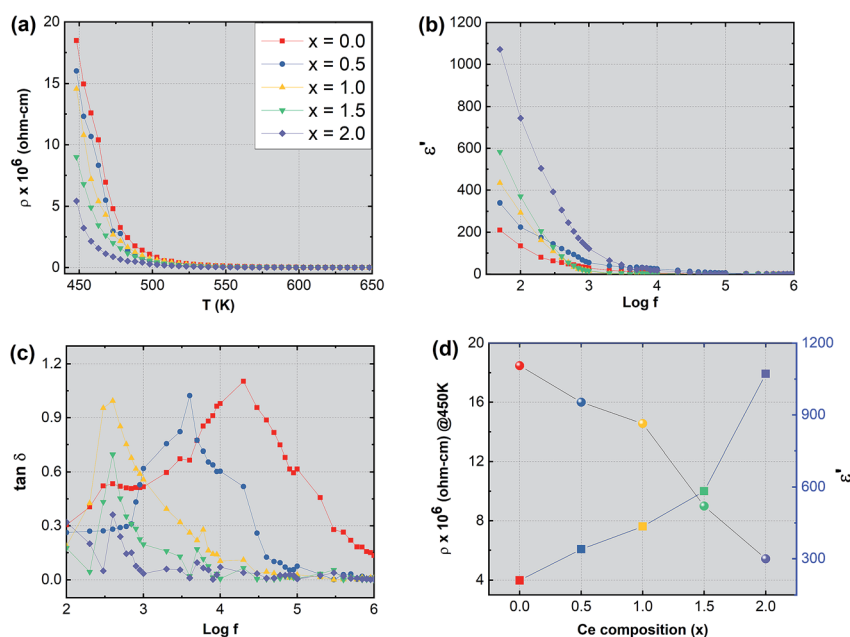 (a)
20
15
10
5
0
ρ x 10⁶ (ohm-cm)
450 500 550 600 650
T (K)
x = 0.0
x = 0.5
x = 1.0
x = 1.5
x = 2.0
(b)
1200
1000
800
600
400
200
0
ε'
2 3 4 5 6
Log f
(c)
1.2
0.9
0.6
0.3
0.0
tan δ
2 3 4 5 6
Log f
(d)
20
16
12
8
4
ρ x 10⁶ (ohm-cm) @450K
0.0 0.5 1.0 1.5 2.0
Ce composition (x)
1200
900
600
300
ε'